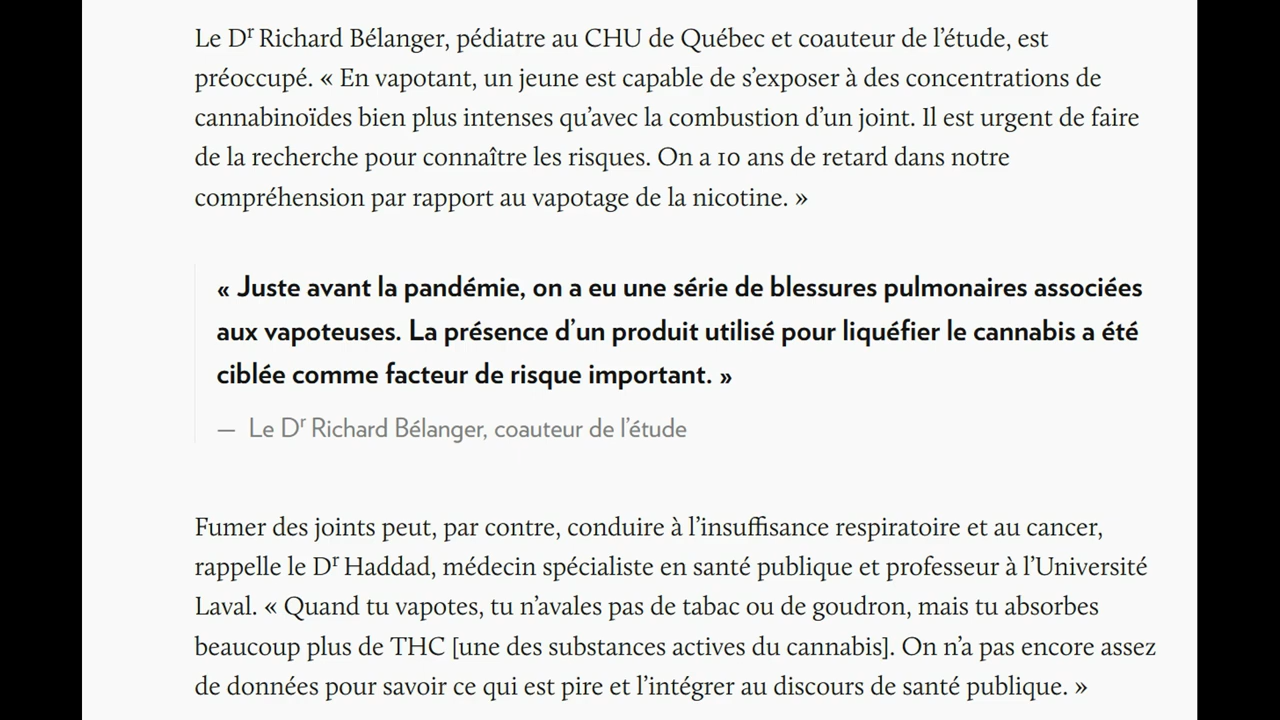 Le Dʳ Richard Bélanger, pédiatre au CHU de Québec et coauteur de l’étude, est
préoccupé. « En vapotant, un jeune est capable de s’exposer à des concentrations de
cannabinoïdes bien plus intenses qu’avec la combustion d’un joint. Il est urgent de faire
de la recherche pour connaître les risques. On a 10 ans de retard dans notre
compréhension par rapport au vapotage de la nicotine. »
« Juste avant la pandémie, on a eu une série de blessures pulmonaires associées
aux vapoteuses. La présence d’un produit utilisé pour liquéfier le cannabis a été
ciblée comme facteur de risque important. »
— Le Dʳ Richard Bélanger, coauteur de l’étude
Fumer des joints peut, par contre, conduire à l’insuffisance respiratoire et au cancer,
rappelle le Dʳ Haddad, médecin spécialiste en santé publique et professeur à l’Université
Laval. « Quand tu vapotes, tu n’avales pas de tabac ou de goudron, mais tu absorbes
beaucoup plus de THC [une des substances actives du cannabis]. On n’a pas encore assez
de données pour savoir ce qui est pire et l’intégrer au discours de santé publique. »